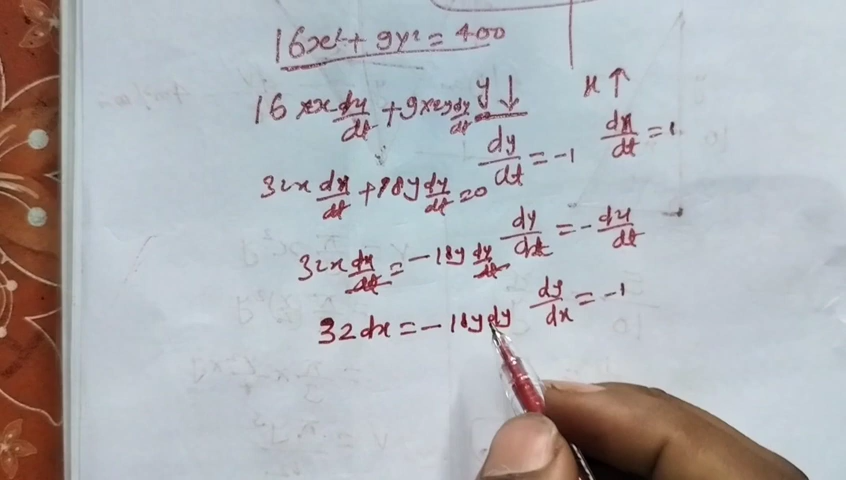 16x² + 9y² = 400
y↓ x↑
16×2x dx/dt + 9×2y dy/dt
dy/dt = -1 dx/dt = 1
32x dx/dt + 18y dy/dt = 0
dy/dt = - dx/dt
32x dx/dt = -18y dy/dt
32dx = -18y dy dy/dx = -1